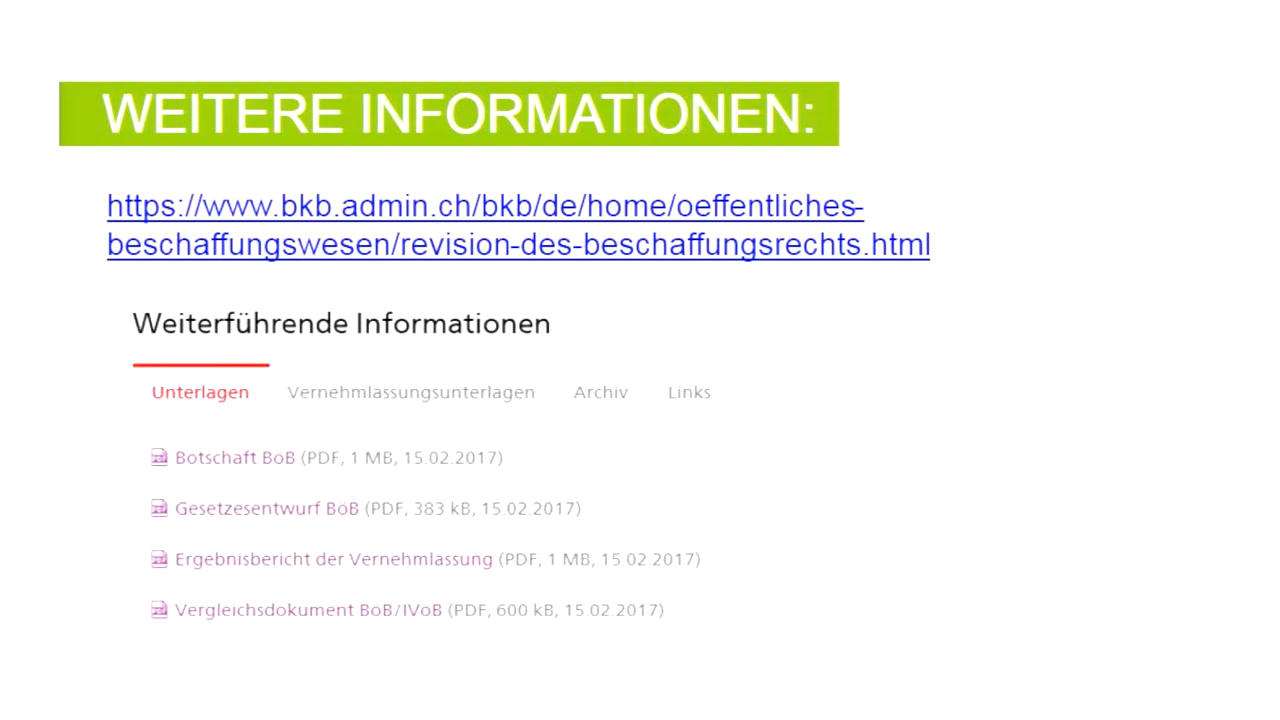 WEITERE INFORMATIONEN:
https://www.bkb.admin.ch/bkb/de/home/oeffentliches-
beschaffungswesen/revision-des-beschaffungsrechts.html
Weiterführende Informationen
Unterlagen Vernehmlassungsunterlagen Archiv Links
Botschaft BöB (PDF, 1 MB, 15.02.2017)
Gesetzesentwurf BöB (PDF, 383 kB, 15.02.2017)
Ergebnisbericht der Vernehmlassung (PDF, 1 MB, 15.02.2017)
Vergleichsdokument BöB/IVöB (PDF, 600 kB, 15.02.2017)